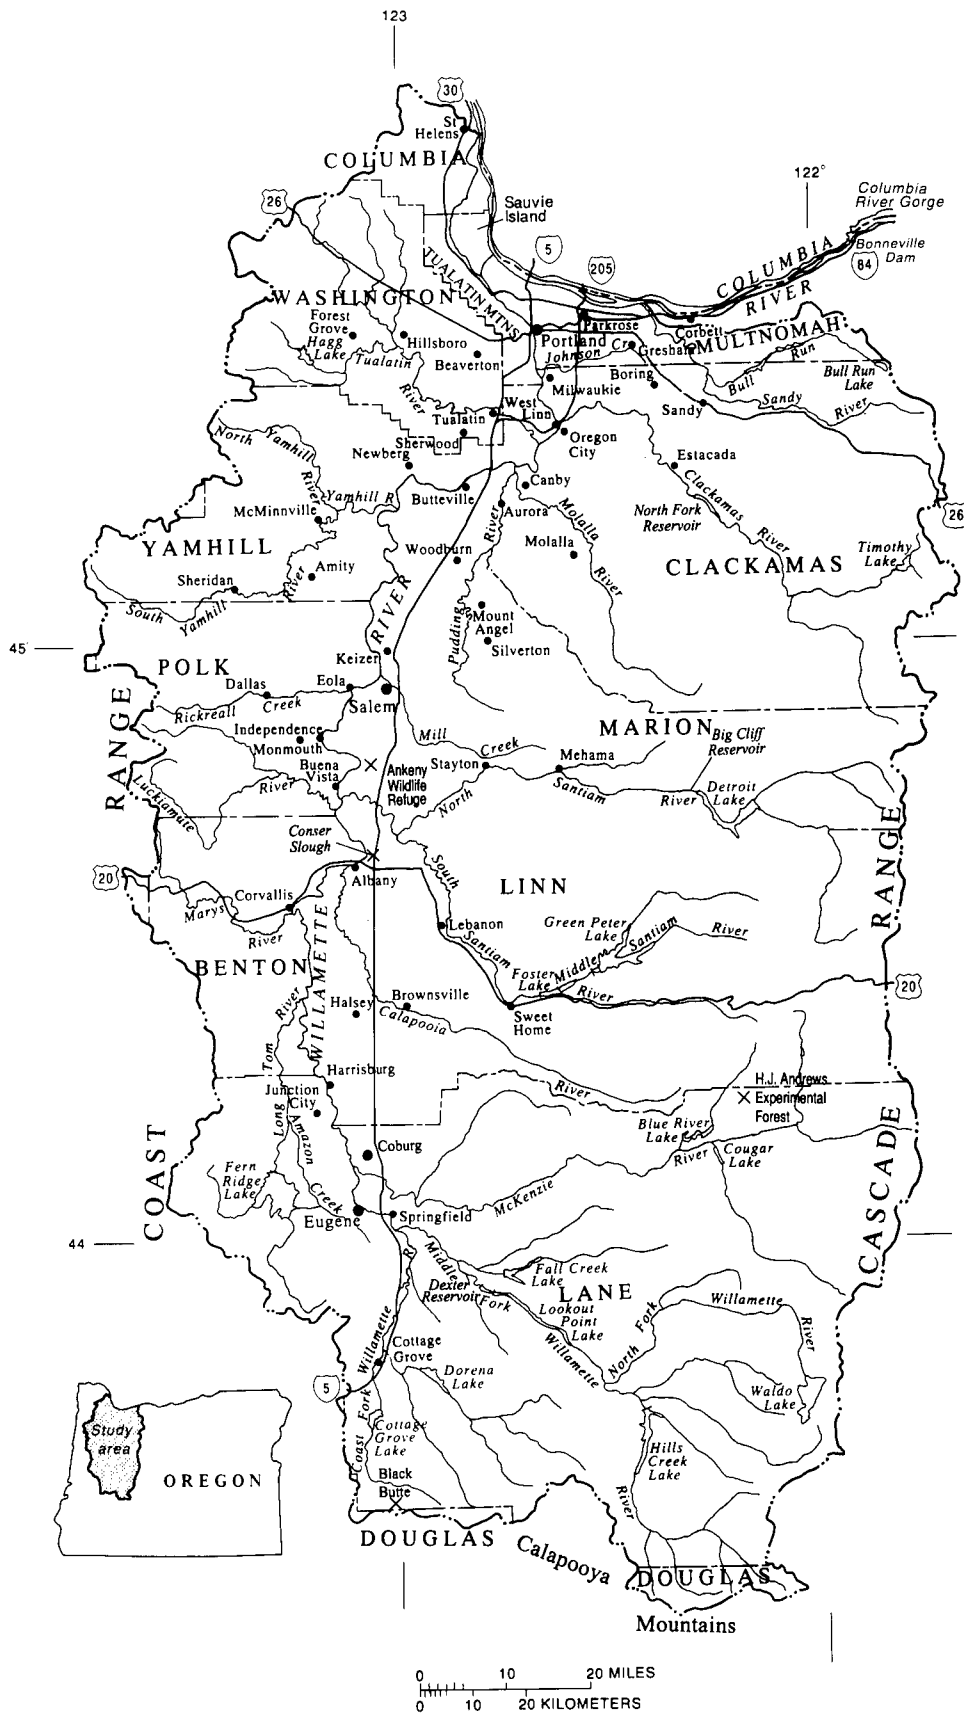 123
30
St
Helens
COLUMBIA
122°
Columbia
River Gorge
26
Sauvie
Island
5
COLUMBIA
RIVER
Bonneville
Dam
84
205
TUALATIN MTNS
WASHINGTON
Forest
Grove
Hagg
Lake
Hillsboro
Tualatin
River
Beaverton
Portland
Parkrose
Johnson Cr
Gresham
Corbett
MULTNOMAH
Bull Run
Bull Run
Lake
Boring
Milwaukie
Sandy
Sandy
River
West
Linn
Tualatin
Sherwood
Oregon
City
North Yamhill
River
Newberg
Estacada
Yamhill R
Butteville
Canby
Clackamas
River
North Fork
Reservoir
McMinnville
Aurora
Molalla
River
26
YAMHILL
Woodburn
Molalla
CLACKAMAS
Timothy
Lake
Sheridan
Amity
River
South
Yamhill
RIVER
Pudding
River
Mount
Angel
Silverton
45
Keizer
POLK
Dallas
Eola
Rickreall
Creek
Salem
RANGE
MARION
Independence
Monmouth
Mill
Creek
Big Cliff
Reservoir
Buena
Vista
Ankeny
Wildlife
Refuge
Stayton
Mehama
Luckiamute
River
North
Santiam
River
Detroit
Lake
Conser
Slough
RANGE
20
Albany
South
LINN
Corvallis
Marys
River
Lebanon
Green Peter
Lake
Santiam
River
BENTON
WILLAMETTE
Santiam
Foster
Lake
Middle
River
20
Halsey
Brownsville
Calapooia
Sweet
Home
River
Tom
Harrisburg
River
H.J. Andrews
Experimental
Forest
Junction
City
Long
Amazon
Creek
Blue River
Lake
Coburg
River
Cougar
Lake
COAST
Fern
Ridge
Lake
McKenzie
CASCADE
Eugene
Springfield
44
R
Middle
Fork
Fall Creek
Lake
Dexter
Reservoir
LANE
Lookout
Point
Lake
Willamette
North Fork
Willamette
River
Willamette
Cottage
Grove
Dorena
Lake
Waldo
Lake
5
Coast Fork
Cottage
Grove
Lake
Hills
Creek
Lake
Study
area
OREGON
Black
Butte
River
DOUGLAS
Calapooya
DOUGLAS
Mountains
0 10 20 MILES
0 10 20 KILOMETERS